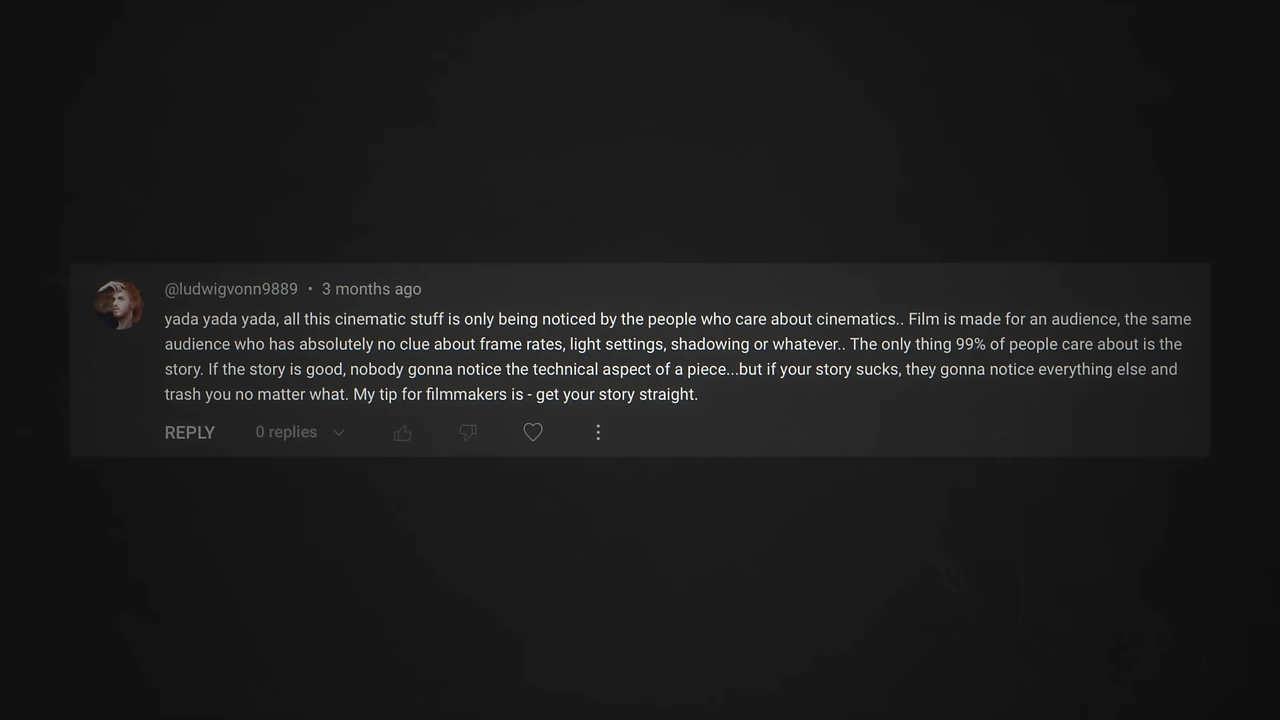 @ludwigvonn9889 • 3 months ago
yada yada yada, all this cinematic stuff is only being noticed by the people who care about cinematics.. Film is made for an audience, the same
audience who has absolutely no clue about frame rates, light settings, shadowing or whatever.. The only thing 99% of people care about is the
story. If the story is good, nobody gonna notice the technical aspect of a piece...but if your story sucks, they gonna notice everything else and
trash you no matter what. My tip for filmmakers is - get your story straight.
REPLY 0 replies